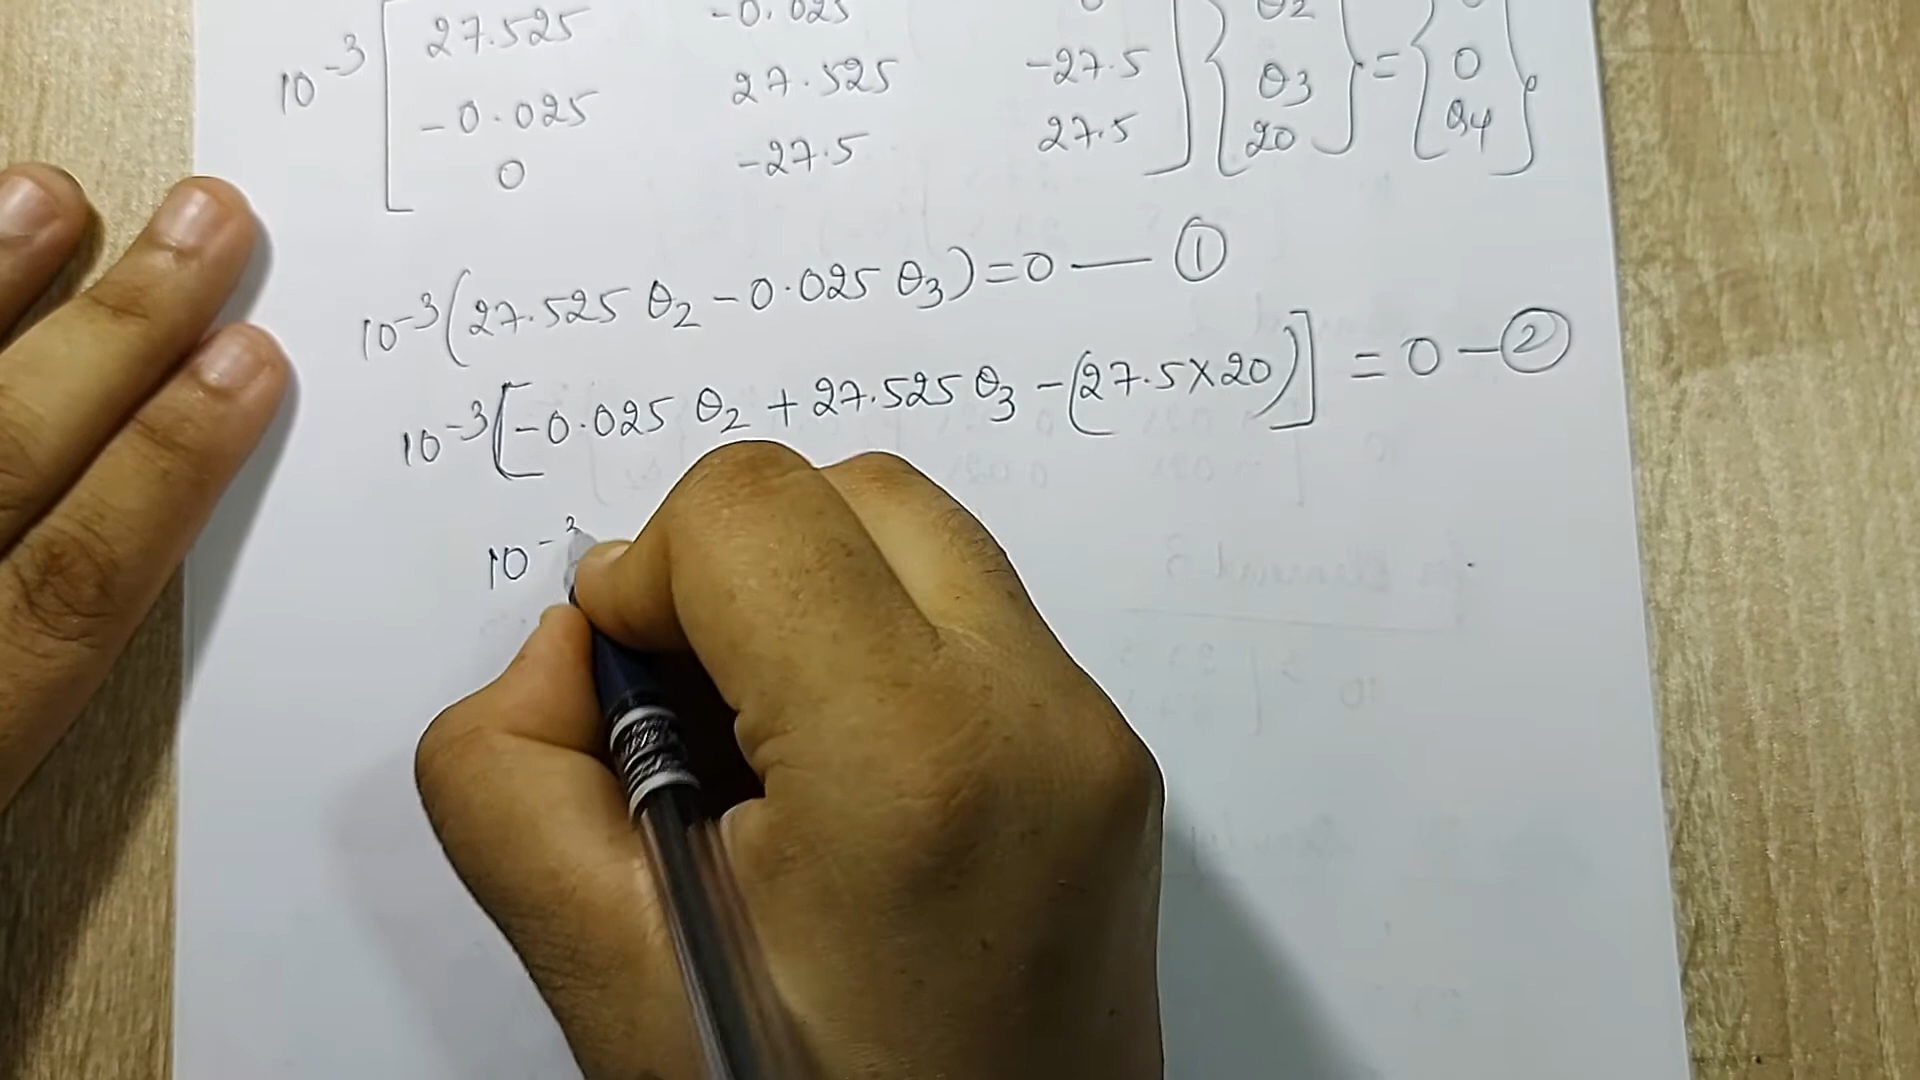 27.525 -0.025 θ2
10^-3 -0.025 27.525 -27.5 θ3 = 0
0 -27.5 27.5 20 Q4
10^-3 (27.525 θ2 - 0.025 θ3) = 0 — ①
10^-3 [-0.025 θ2 + 27.525 θ3 - (27.5 × 20)] = 0 — ②
10^-3